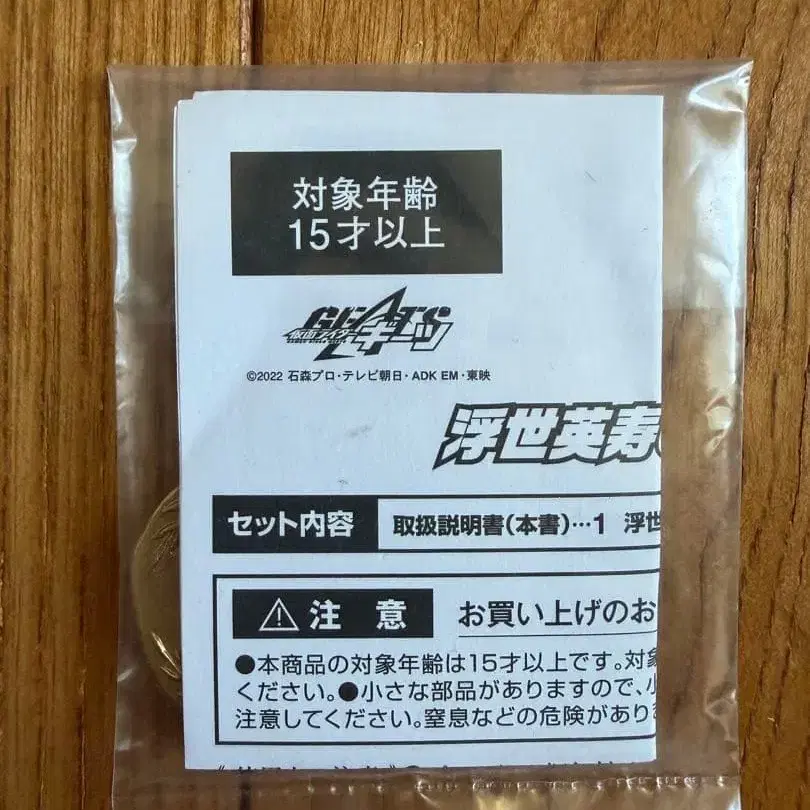 対象年齢
15才以上
GEATS
仮面ライダー
ギーツ
©2022 石森プロ・テレビ朝日・ADK EM・東映
浮世英寿
セット内容 取扱説明書(本書)…1 浮世
注 意 お買い上げのお
●本商品の対象年齢は15才以上です。対象
ください。●小さな部品がありますので、小
注意してください。窒息などの危険があり